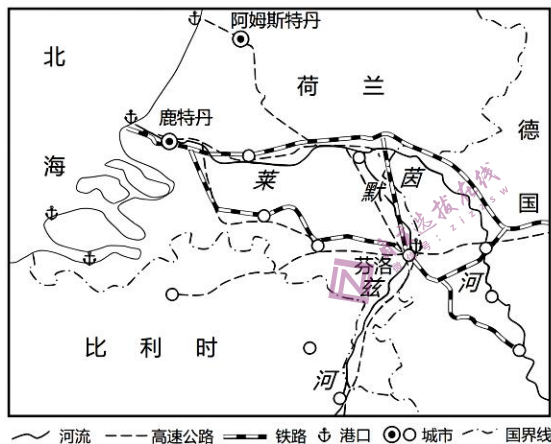 阿姆斯特丹
北
荷 兰
鹿特丹
德
海
莱
茵
默
国
芬洛
兹
河
比 利 时
河
河流 高速公路 铁路 港口 城市 国界线